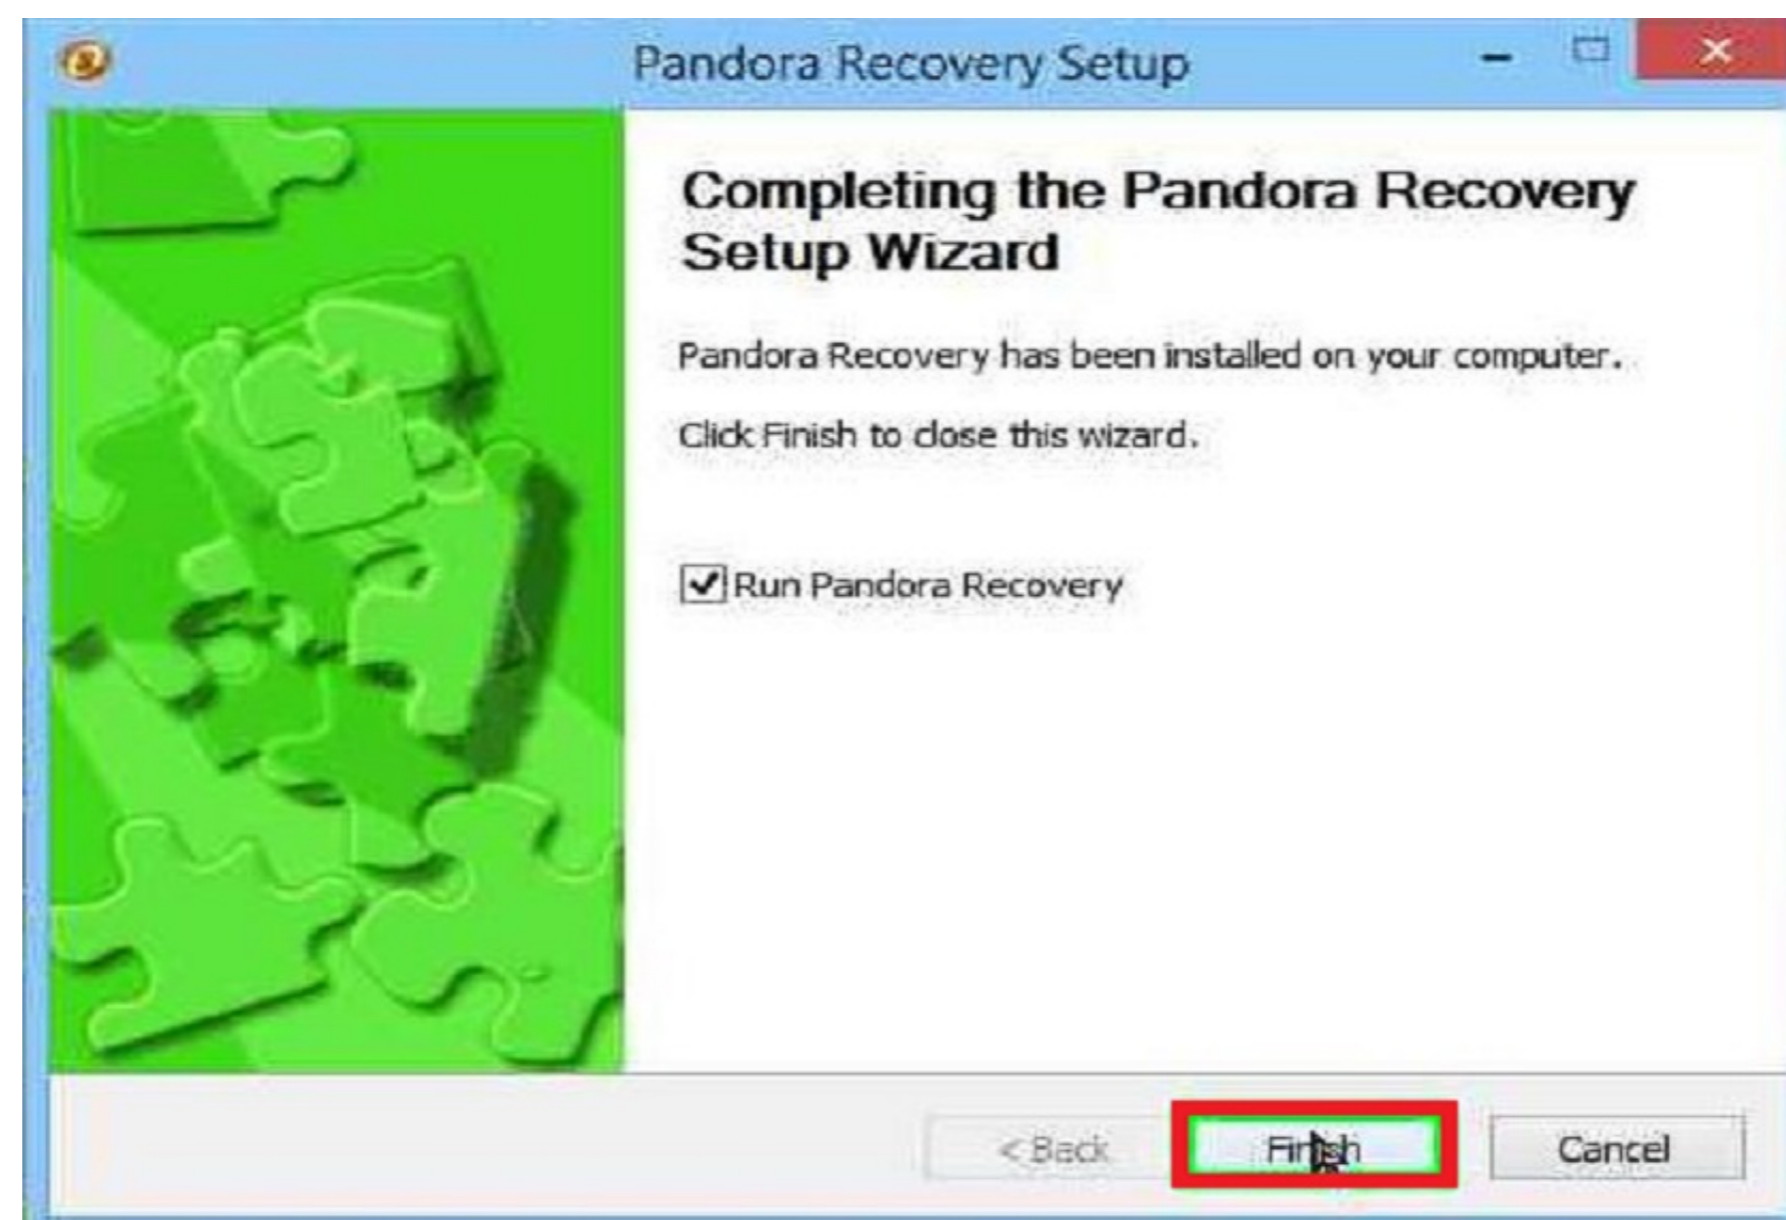 Pandora Recovery Setup
Completing the Pandora Recovery
Setup Wizard
Pandora Recovery has been installed on your computer.
Click Finish to close this wizard.
Run Pandora Recovery
< Back
Finish
Cancel